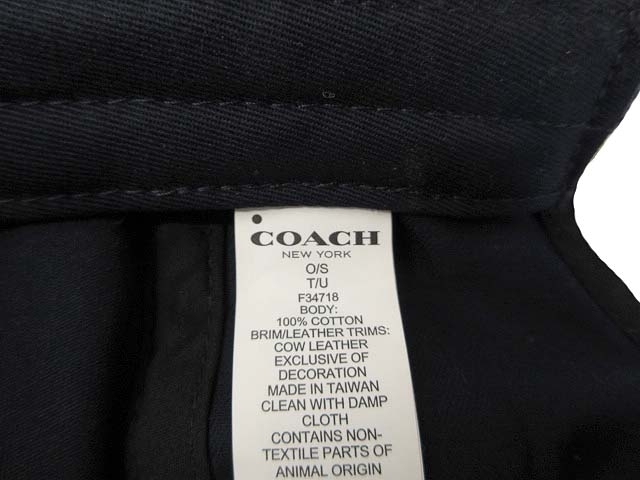 COACH
NEW YORK
O/S
T/U
F34718
BODY:
100% COTTON
BRIM/LEATHER TRIMS:
COW LEATHER
EXCLUSIVE OF
DECORATION
MADE IN TAIWAN
CLEAN WITH DAMP
CLOTH
CONTAINS NON-
TEXTILE PARTS OF
ANIMAL ORIGIN